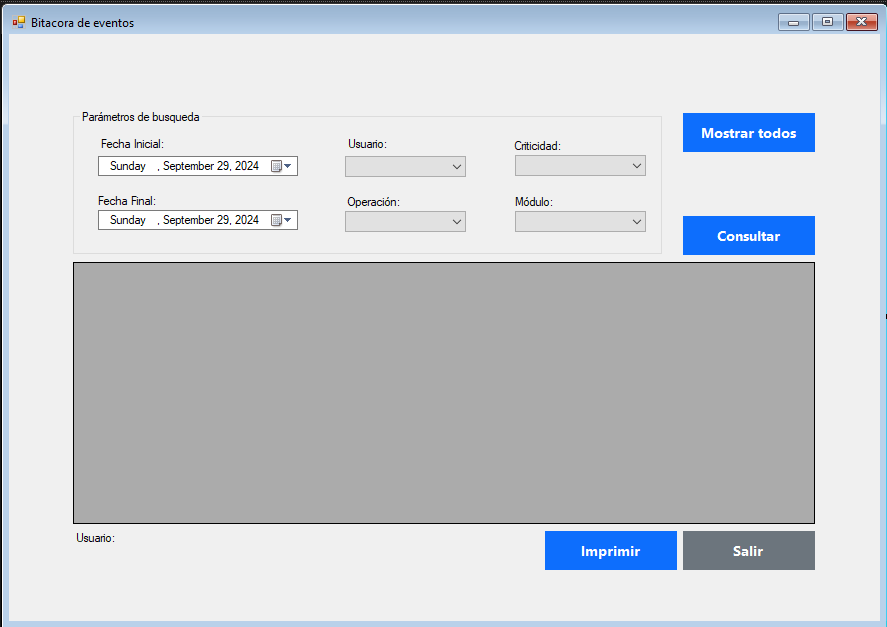 Bitacora de eventos
Parámetros de busqueda
Fecha Inicial:
Usuario:
Criticidad:
Mostrar todos
Sunday , September 29, 2024
Fecha Final:
Operación:
Módulo:
Sunday , September 29, 2024
Consultar
Usuario:
Imprimir
Salir